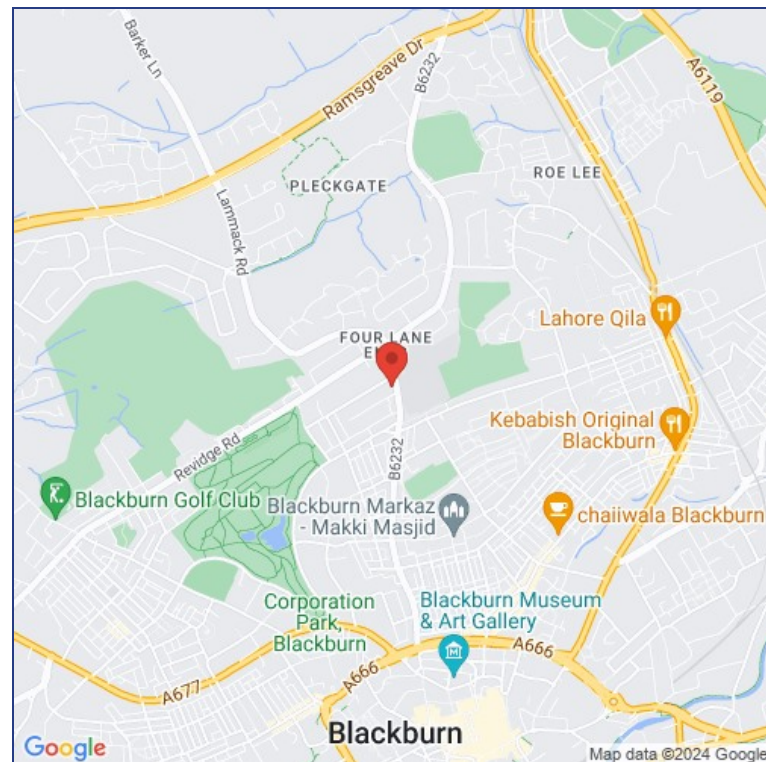 Barker Ln
Ramsgreave Dr
B6232
A6119
PLECKGATE
ROE LEE
Lammack Rd
Lahore Qila
FOUR LANE
E
Kebabish Original
Blackburn
Revidge Rd
B6232
Blackburn Golf Club
Blackburn Markaz
- Makki Masjid
chaiiwala Blackburn
Corporation
Park,
Blackburn
Blackburn Museum
& Art Gallery
A666
A677
A666
Blackburn
Google
Map data ©2024 Google